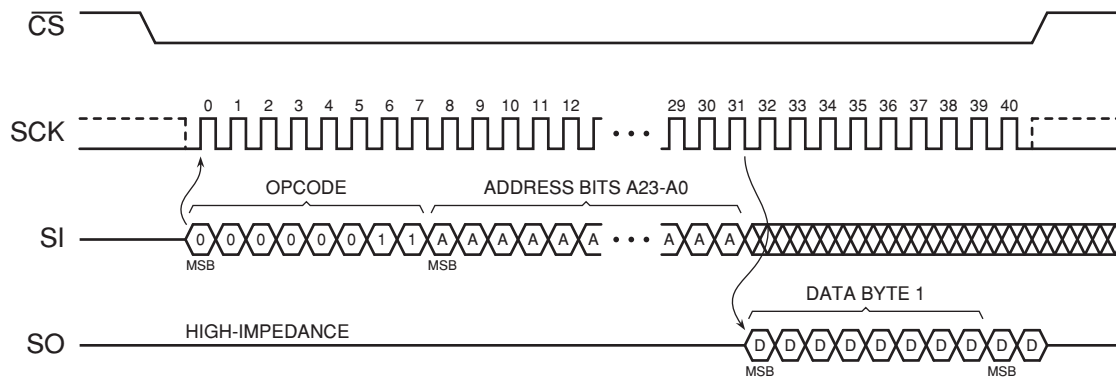 CS
0 1 2 3 4 5 6 7 8 9 10 11 12 29 30 31 32 33 34 35 36 37 38 39 40
SCK
OPCODE ADDRESS BITS A23-A0
SI 0 0 0 0 0 0 1 1 A A A A A A A A A
MSB MSB
DATA BYTE 1
HIGH-IMPEDANCE
SO D D D D D D D D D D
MSB MSB